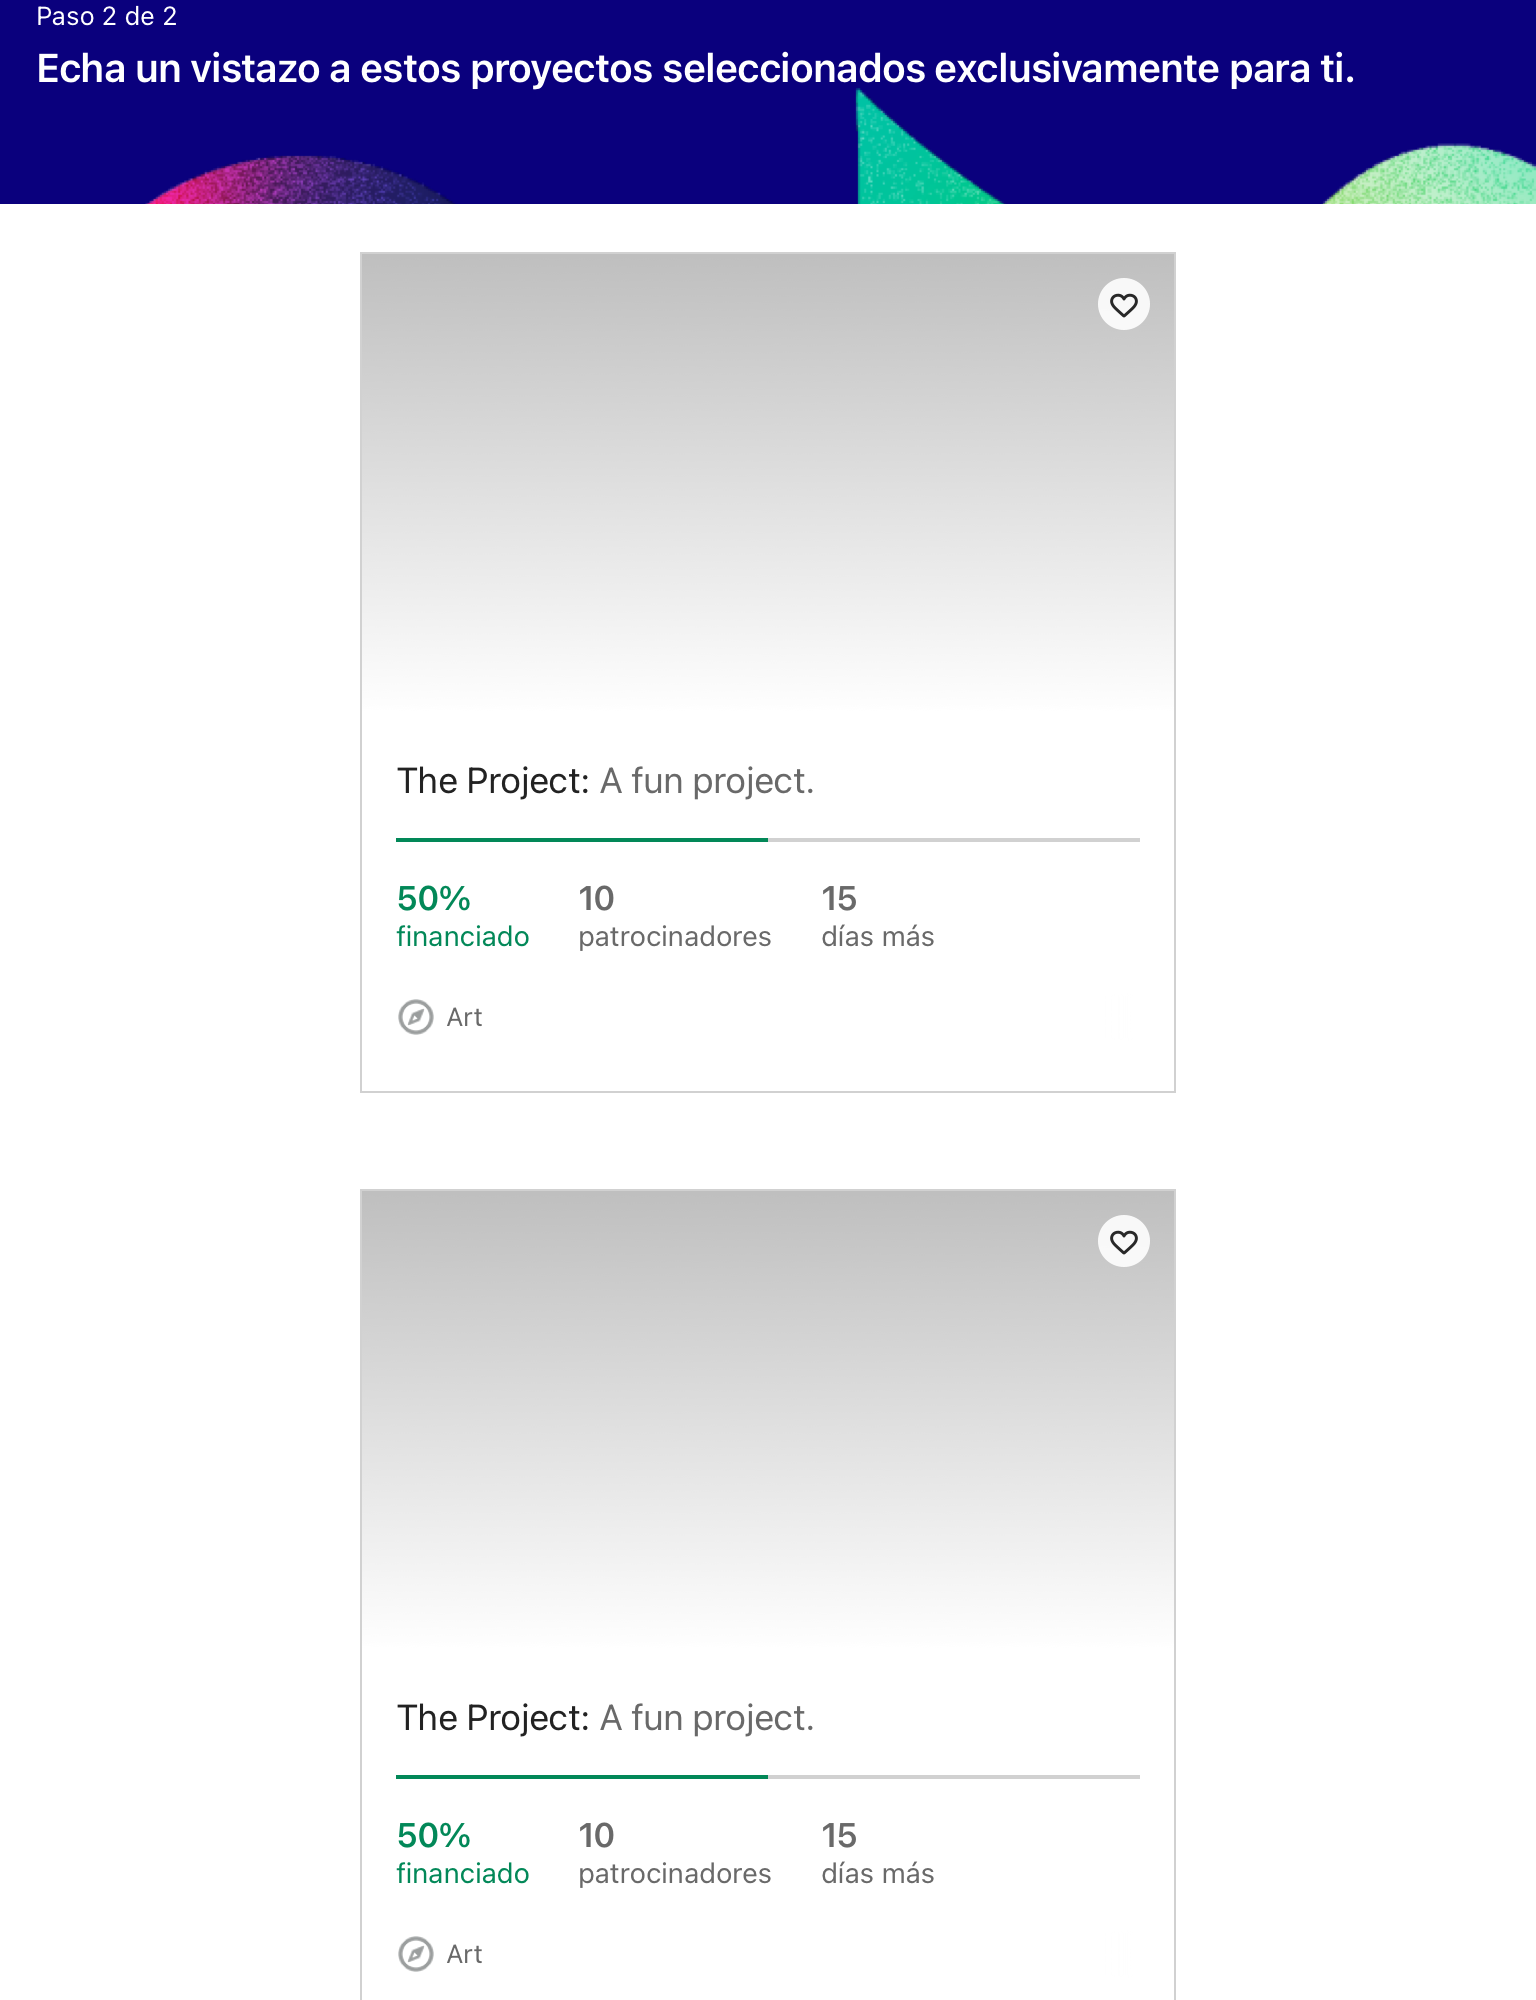 Paso 2 de 2
Echa un vistazo a estos proyectos seleccionados exclusivamente para ti.
The Project: A fun project.
50% 10 15
financiado patrocinadores días más
Art
The Project: A fun project.
50% 10 15
financiado patrocinadores días más
Art